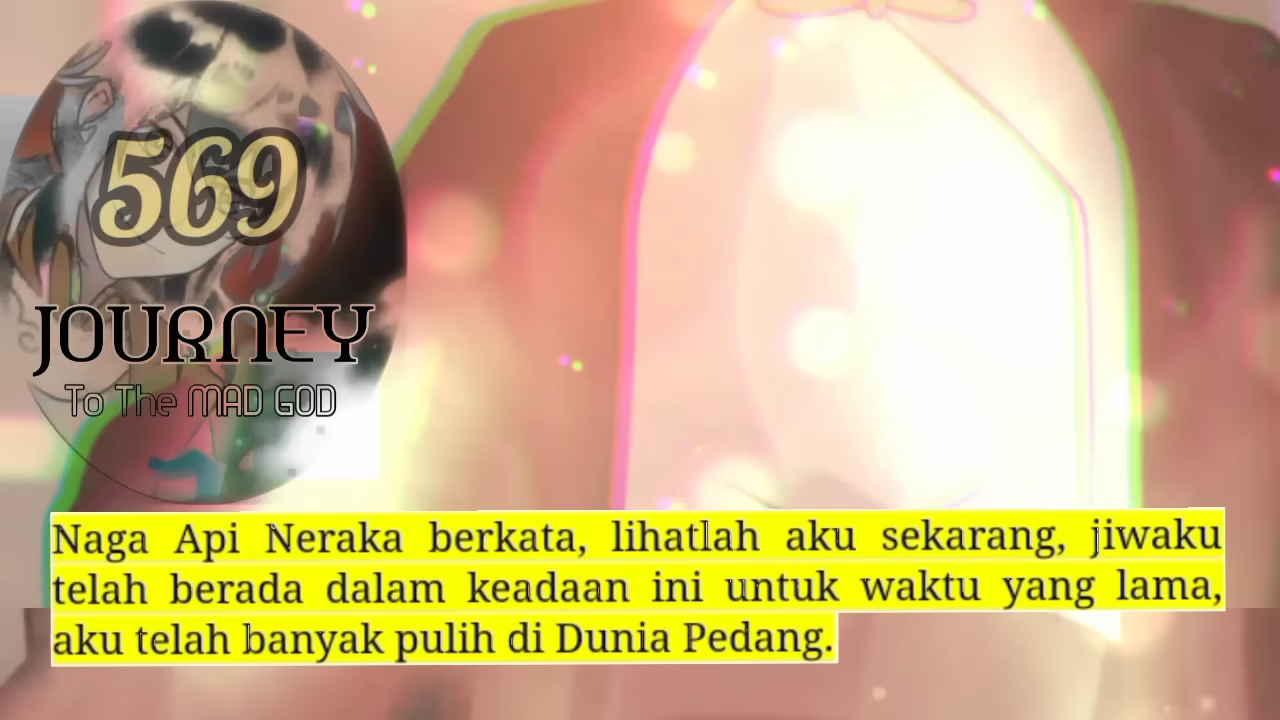 569
JOURNEY
To The MAD GOD
Naga Api Neraka berkata, lihatlah aku sekarang, jiwaku
telah berada dalam keadaan ini untuk waktu yang lama,
aku telah banyak pulih di Dunia Pedang.